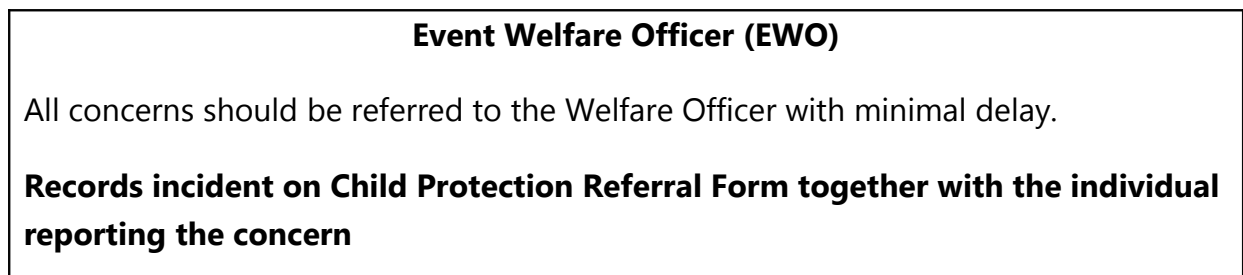 Event Welfare Officer (EWO)
All concerns should be referred to the Welfare Officer with minimal delay.
Records incident on Child Protection Referral Form together with the individual
reporting the concern